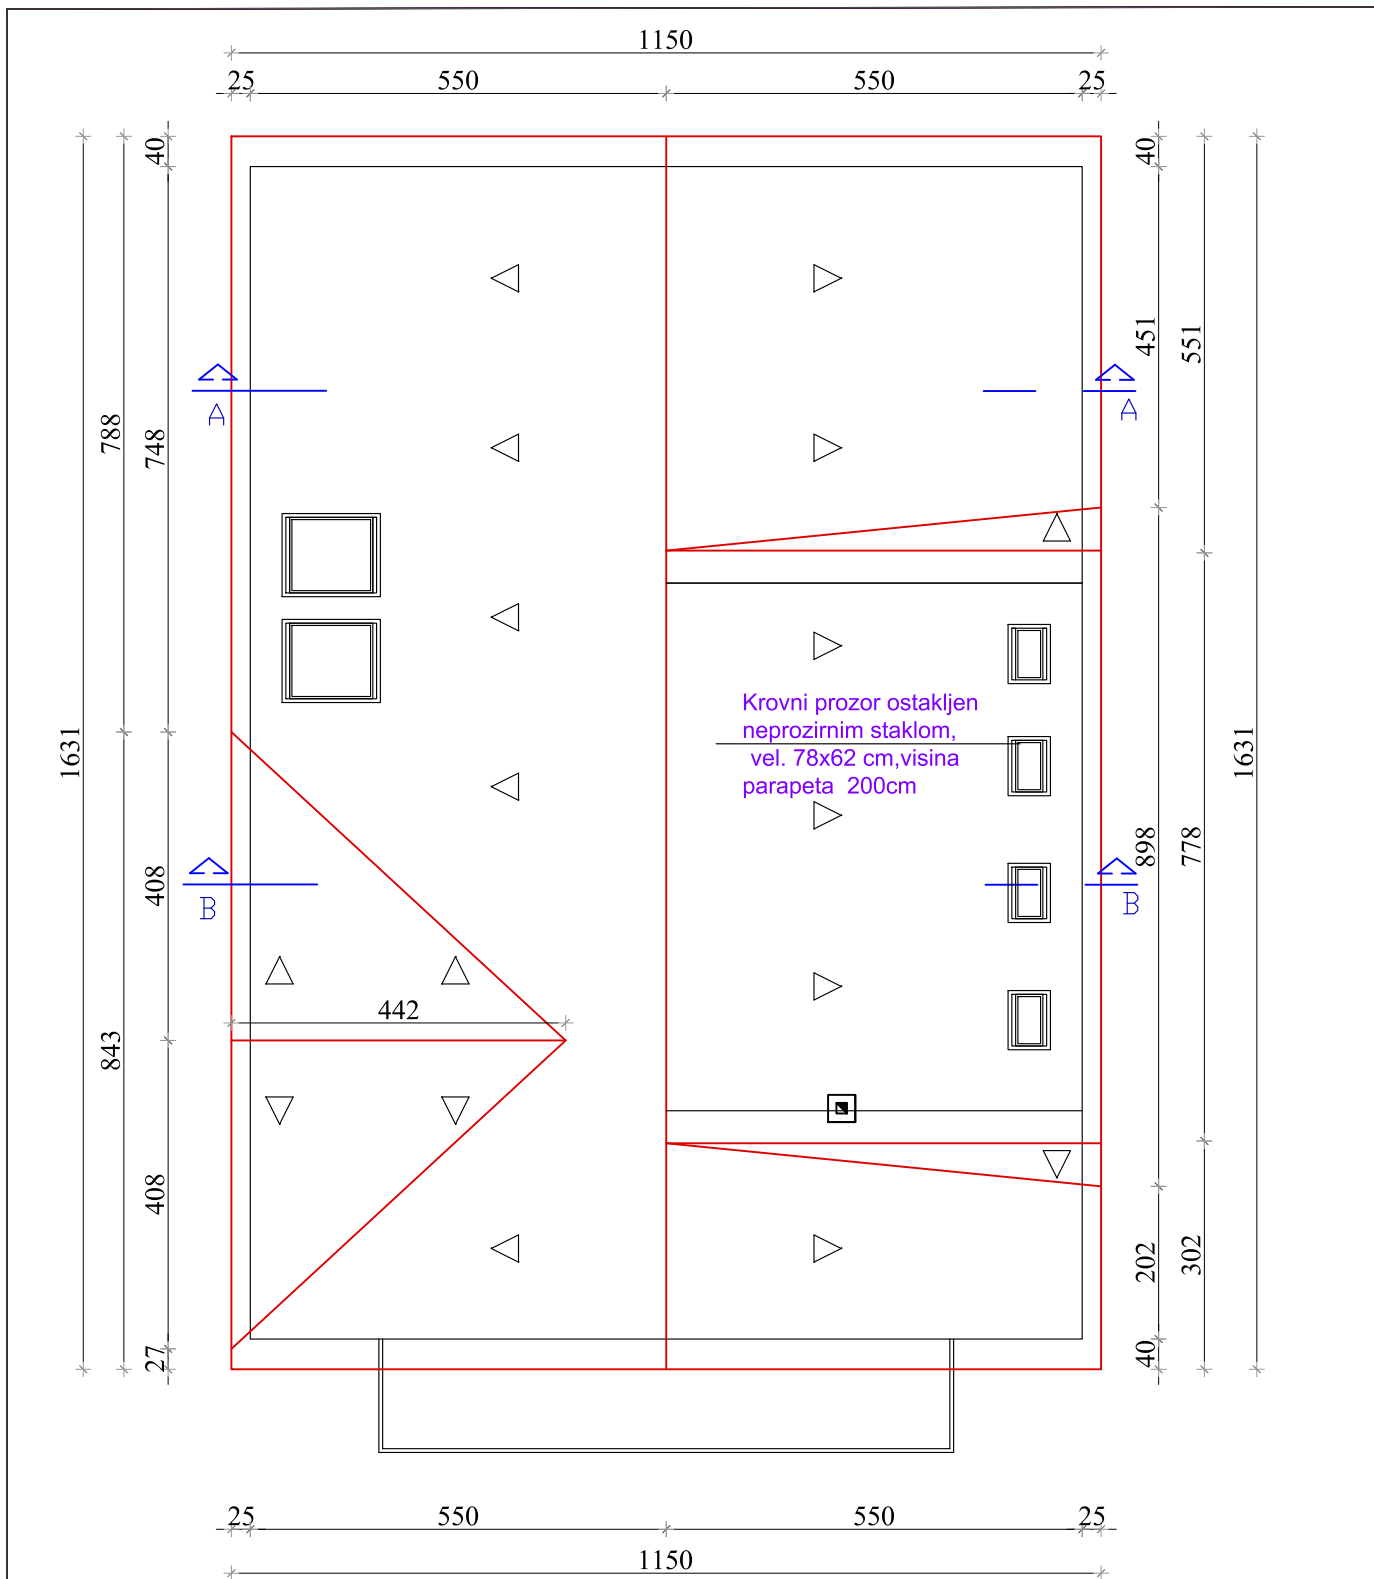 1150
25 550 550 25
40 40
451 551
A A
788 748
Krovni prozor ostakljen
neprozirnim staklom,
vel. 78x62 cm,visina
parapeta 200cm
1631 1631
898 778
408
B B
442
843
408
202 302
27 40
25 550 550 25
1150